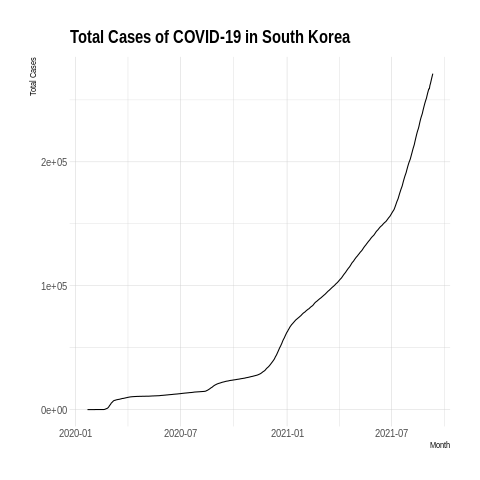 Total Cases of COVID-19 in South Korea
Total Cases
2e+05
1e+05
0e+00
2020-01 2020-07 2021-01 2021-07
Month